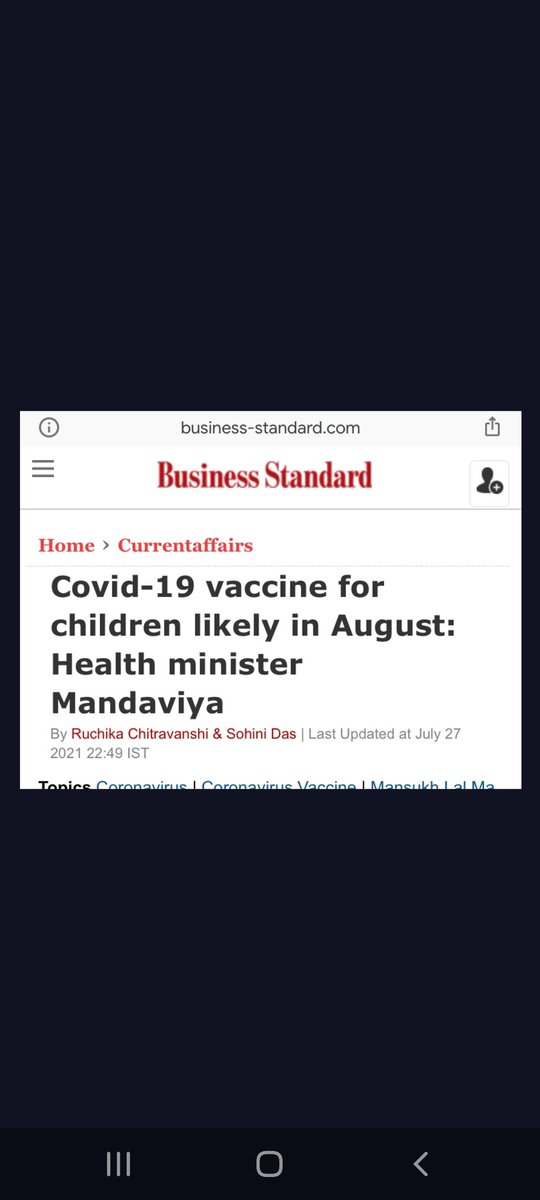 business-standard.com
Business Standard
Home › Currentaffairs
Covid-19 vaccine for
children likely in August:
Health minister
Mandaviya
By Ruchika Chitravanshi & Sohini Das | Last Updated at July 27
2021 22:49 IST
Topics Coronavirus | Coronavirus Vaccine | Mansukh Lal Ma